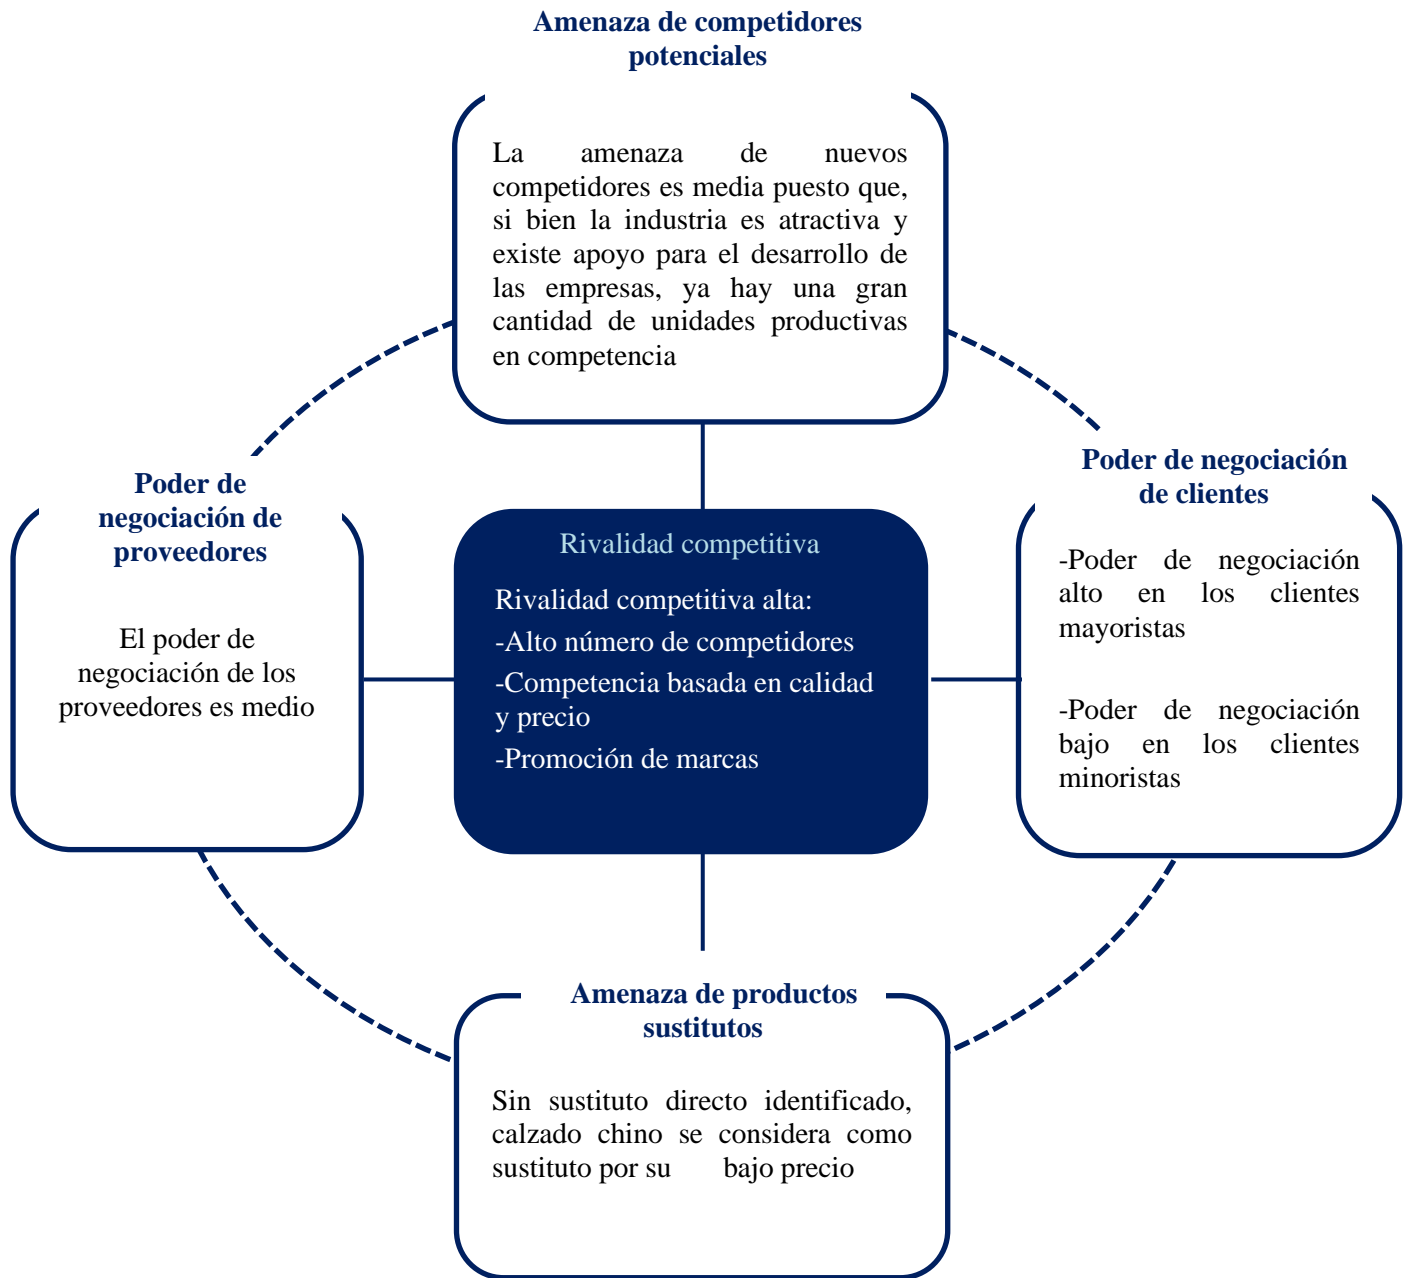 Amenaza de competidores
potenciales
La amenaza de nuevos
competidores es media puesto que,
si bien la industria es atractiva y
existe apoyo para el desarrollo de
las empresas, ya hay una gran
cantidad de unidades productivas
en competencia
Poder de
negociación de
proveedores
El poder de
negociación de los
proveedores es medio
Rivalidad competitiva
Rivalidad competitiva alta:
-Alto número de competidores
-Competencia basada en calidad
y precio
-Promoción de marcas
Poder de negociación
de clientes
-Poder de negociación
alto en los clientes
mayoristas
-Poder de negociación
bajo en los clientes
minoristas
Amenaza de productos
sustitutos
Sin sustituto directo identificado,
calzado chino se considera como
sustituto por su bajo precio